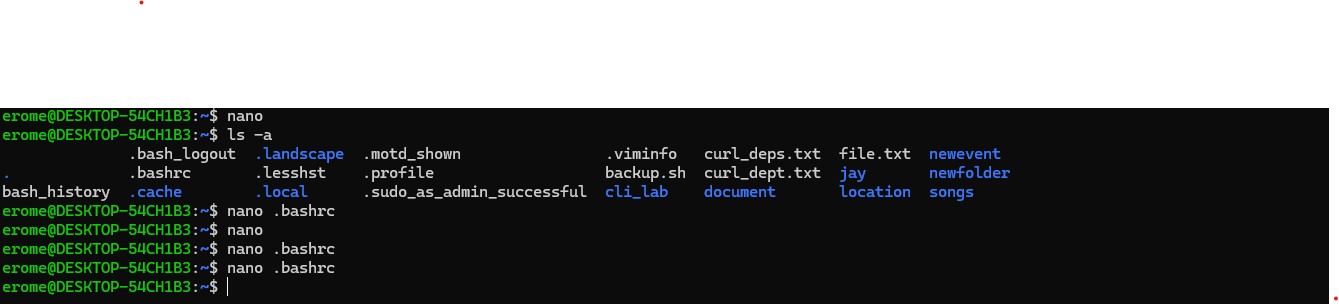 erome@DESKTOP-54CH1B3:~$ nano
erome@DESKTOP-54CH1B3:~$ ls -a
.bash_logout .landscape .motd_shown .viminfo curl_deps.txt file.txt newevent
. .bashrc .lesshst .profile backup.sh curl_dept.txt jay newfolder
bash_history .cache .local .sudo_as_admin_successful cli_lab document location songs
erome@DESKTOP-54CH1B3:~$ nano .bashrc
erome@DESKTOP-54CH1B3:~$ nano
erome@DESKTOP-54CH1B3:~$ nano .bashrc
erome@DESKTOP-54CH1B3:~$ nano .bashrc
erome@DESKTOP-54CH1B3:~$